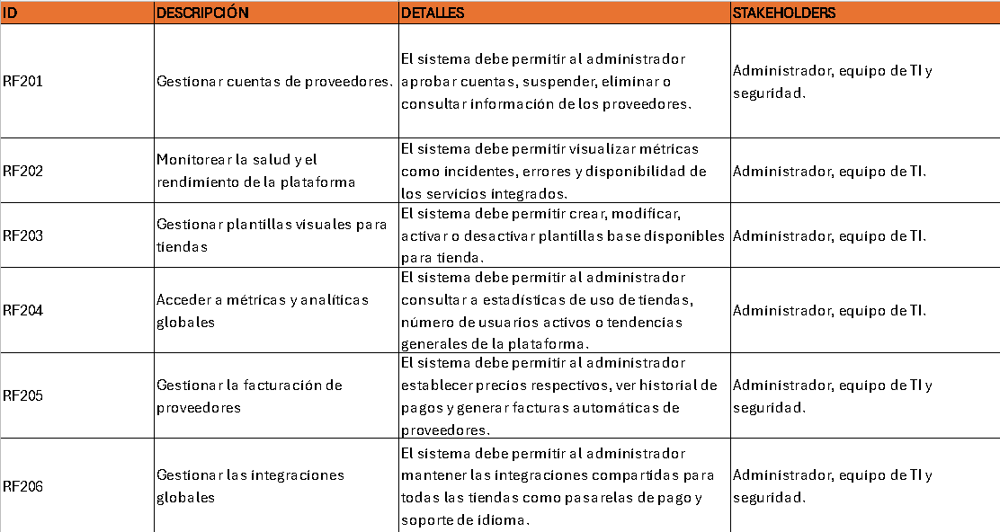 ID DESCRIPCIÓN DETALLES STAKEHOLDERS
RF201
Gestionar cuentas de proveedores.
El sistema debe permitir al administrador
aprobar cuentas, suspender, eliminar o
consultar información de los proveedores.
Administrador, equipo de TI y
seguridad.
RF202
Monitorear la salud y el
rendimiento de la plataforma
El sistema debe permitir visualizar métricas
como incidentes, errores y disponibilidad de
los servicios integrados.
Administrador, equipo de TI.
RF203
Gestionar plantillas visuales para
tiendas
El sistema debe permitir crear, modificar,
activar o desactivar plantillas base disponibles
para tienda.
Administrador, equipo de TI.
RF204
Acceder a métricas y analíticas
globales
El sistema debe permitir al administrador
consultar a estadísticas de uso de tiendas,
número de usuarios activos o tendencias
generales de la plataforma.
Administrador, equipo de TI.
RF205
Gestionar la facturación de
proveedores
El sistema debe permitir al administrador
establecer precios respectivos, ver historial de
pagos y generar facturas automáticas de
proveedores.
Administrador, equipo de TI y
seguridad.
RF206
Gestionar las integraciones
globales
El sistema debe permitir al administrador
mantener las integraciones compartidas para
todas las tiendas como pasarelas de pago y
soporte de idioma.
Administrador, equipo de TI y
seguridad.